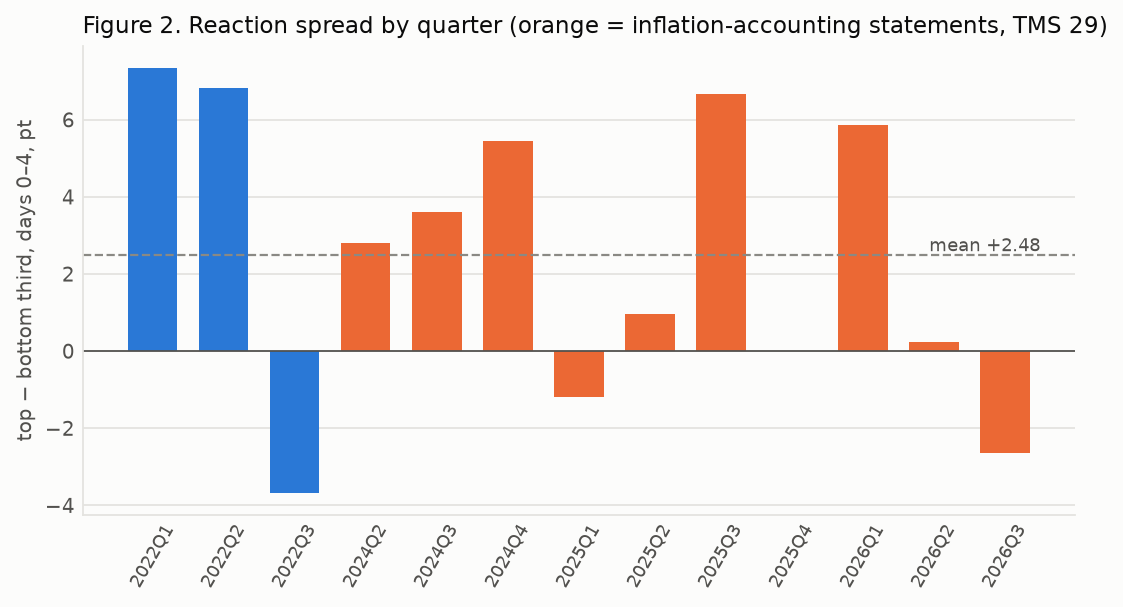 Figure 2. Reaction spread by quarter (orange = inflation-accounting statements, TMS 29)
top − bottom third, days 0–4, pt
6
4
2
0
−2
−4
mean +2.48
2022Q1
2022Q2
2022Q3
2024Q2
2024Q3
2024Q4
2025Q1
2025Q2
2025Q3
2025Q4
2026Q1
2026Q2
2026Q3